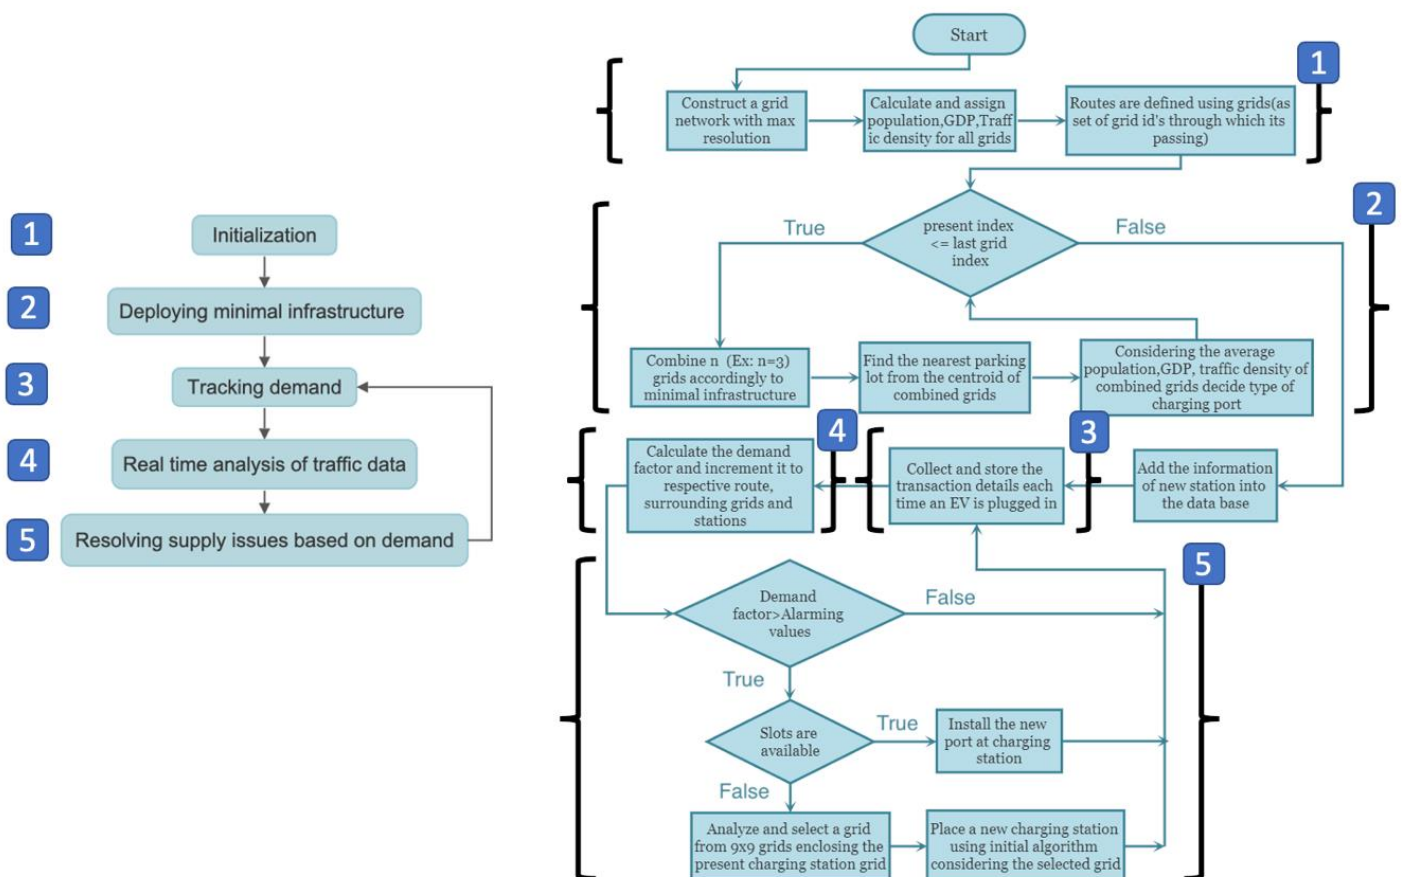 1
Initialization
2
Deploying minimal infrastructure
3
Tracking demand
4
Real time analysis of traffic data
5
Resolving supply issues based on demand
Start
1
Construct a grid
network with max
resolution
Calculate and assign
population,GDP,Traff
ic density for all grids
Routes are defined using grids(as
set of grid id's through which its
passing)
2
True
present index
<= last grid
index
False
Combine n (Ex: n=3)
grids accordingly to
minimal infrastructure
Find the nearest parking
lot from the centroid of
combined grids
Considering the average
population,GDP, traffic density of
combined grids decide type of
charging port
4
Calculate the demand
factor and increment it to
respective route,
surrounding grids and
stations
3
Collect and store the
transaction details each
time an EV is plugged in
Add the information
of new station into
the data base
5
Demand
factor>Alarming
values
False
True
Slots are
available
True
Install the new
port at charging
station
False
Analyze and select a grid
from 9x9 grids enclosing the
present charging station grid
Place a new charging station
using initial algorithm
considering the selected grid